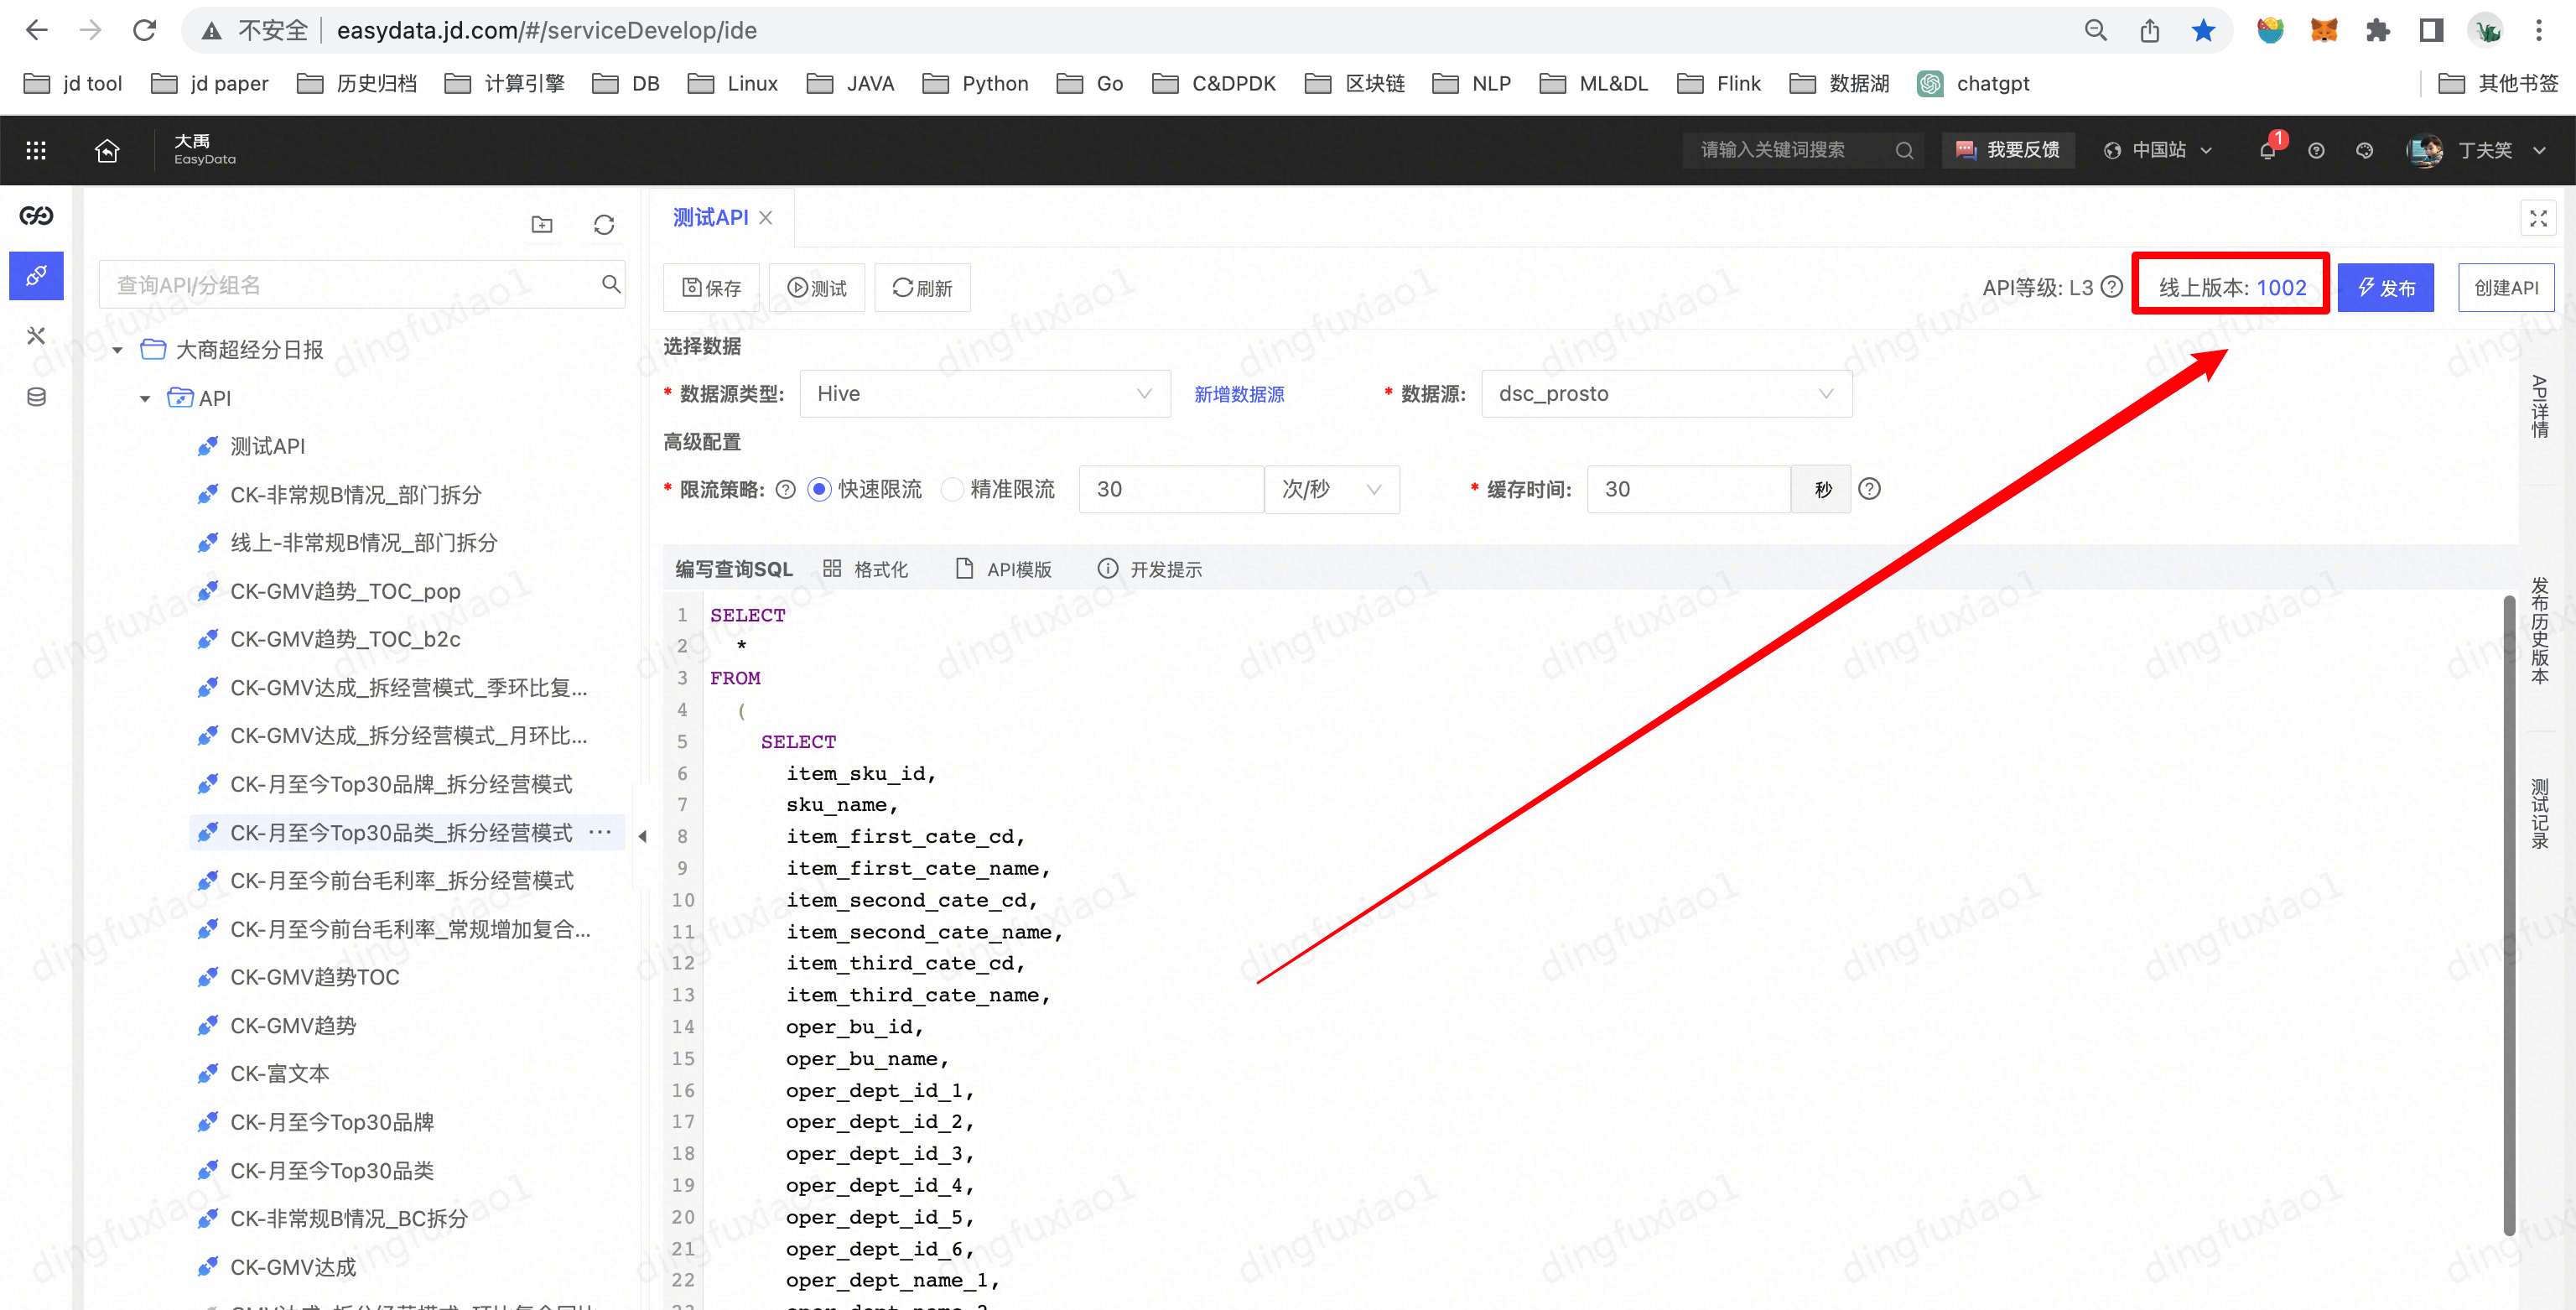 不安全 easydata.jd.com/#/serviceDevelop/ide
jd tool jd paper 历史归档 计算引擎 DB Linux JAVA Python Go C&DPDK 区块链 NLP ML&DL Flink 数据湖 chatgpt 其他书签
大禹
EasyData
请输入关键词搜索 我要反馈 中国站 1 丁夫笑
测试API
查询API/分组名
保存 测试 刷新 API等级: L3 线上版本: 1002 发布 创建API
大商超经分日报
API
测试API
CK-非常规B情况_部门拆分
线上-非常规B情况_部门拆分
CK-GMV趋势_TOC_pop
CK-GMV趋势_TOC_b2c
CK-GMV达成_拆经营模式_季环比复...
CK-GMV达成_拆分经营模式_月环比...
CK-月至今Top30品牌_拆分经营模式
CK-月至今Top30品类_拆分经营模式 ...
CK-月至今前台毛利率_拆分经营模式
CK-月至今前台毛利率_常规增加复合...
CK-GMV趋势TOC
CK-GMV趋势
CK-富文本
CK-月至今Top30品牌
CK-月至今Top30品类
CK-非常规B情况_BC拆分
CK-GMV达成
选择数据
* 数据源类型: Hive 新增数据源 * 数据源: dsc_prosto
高级配置
* 限流策略: 快速限流 精准限流 30 次/秒 * 缓存时间: 30 秒
编写查询SQL 格式化 API模版 开发提示
1 SELECT
2 *
3 FROM
4 (
5 SELECT
6 item_sku_id,
7 sku_name,
8 item_first_cate_cd,
9 item_first_cate_name,
10 item_second_cate_cd,
11 item_second_cate_name,
12 item_third_cate_cd,
13 item_third_cate_name,
14 oper_bu_id,
15 oper_bu_name,
16 oper_dept_id_1,
17 oper_dept_id_2,
18 oper_dept_id_3,
19 oper_dept_id_4,
20 oper_dept_id_5,
21 oper_dept_id_6,
22 oper_dept_name_1,
API详情
发布历史版本
测试记录
dingfuxiao1